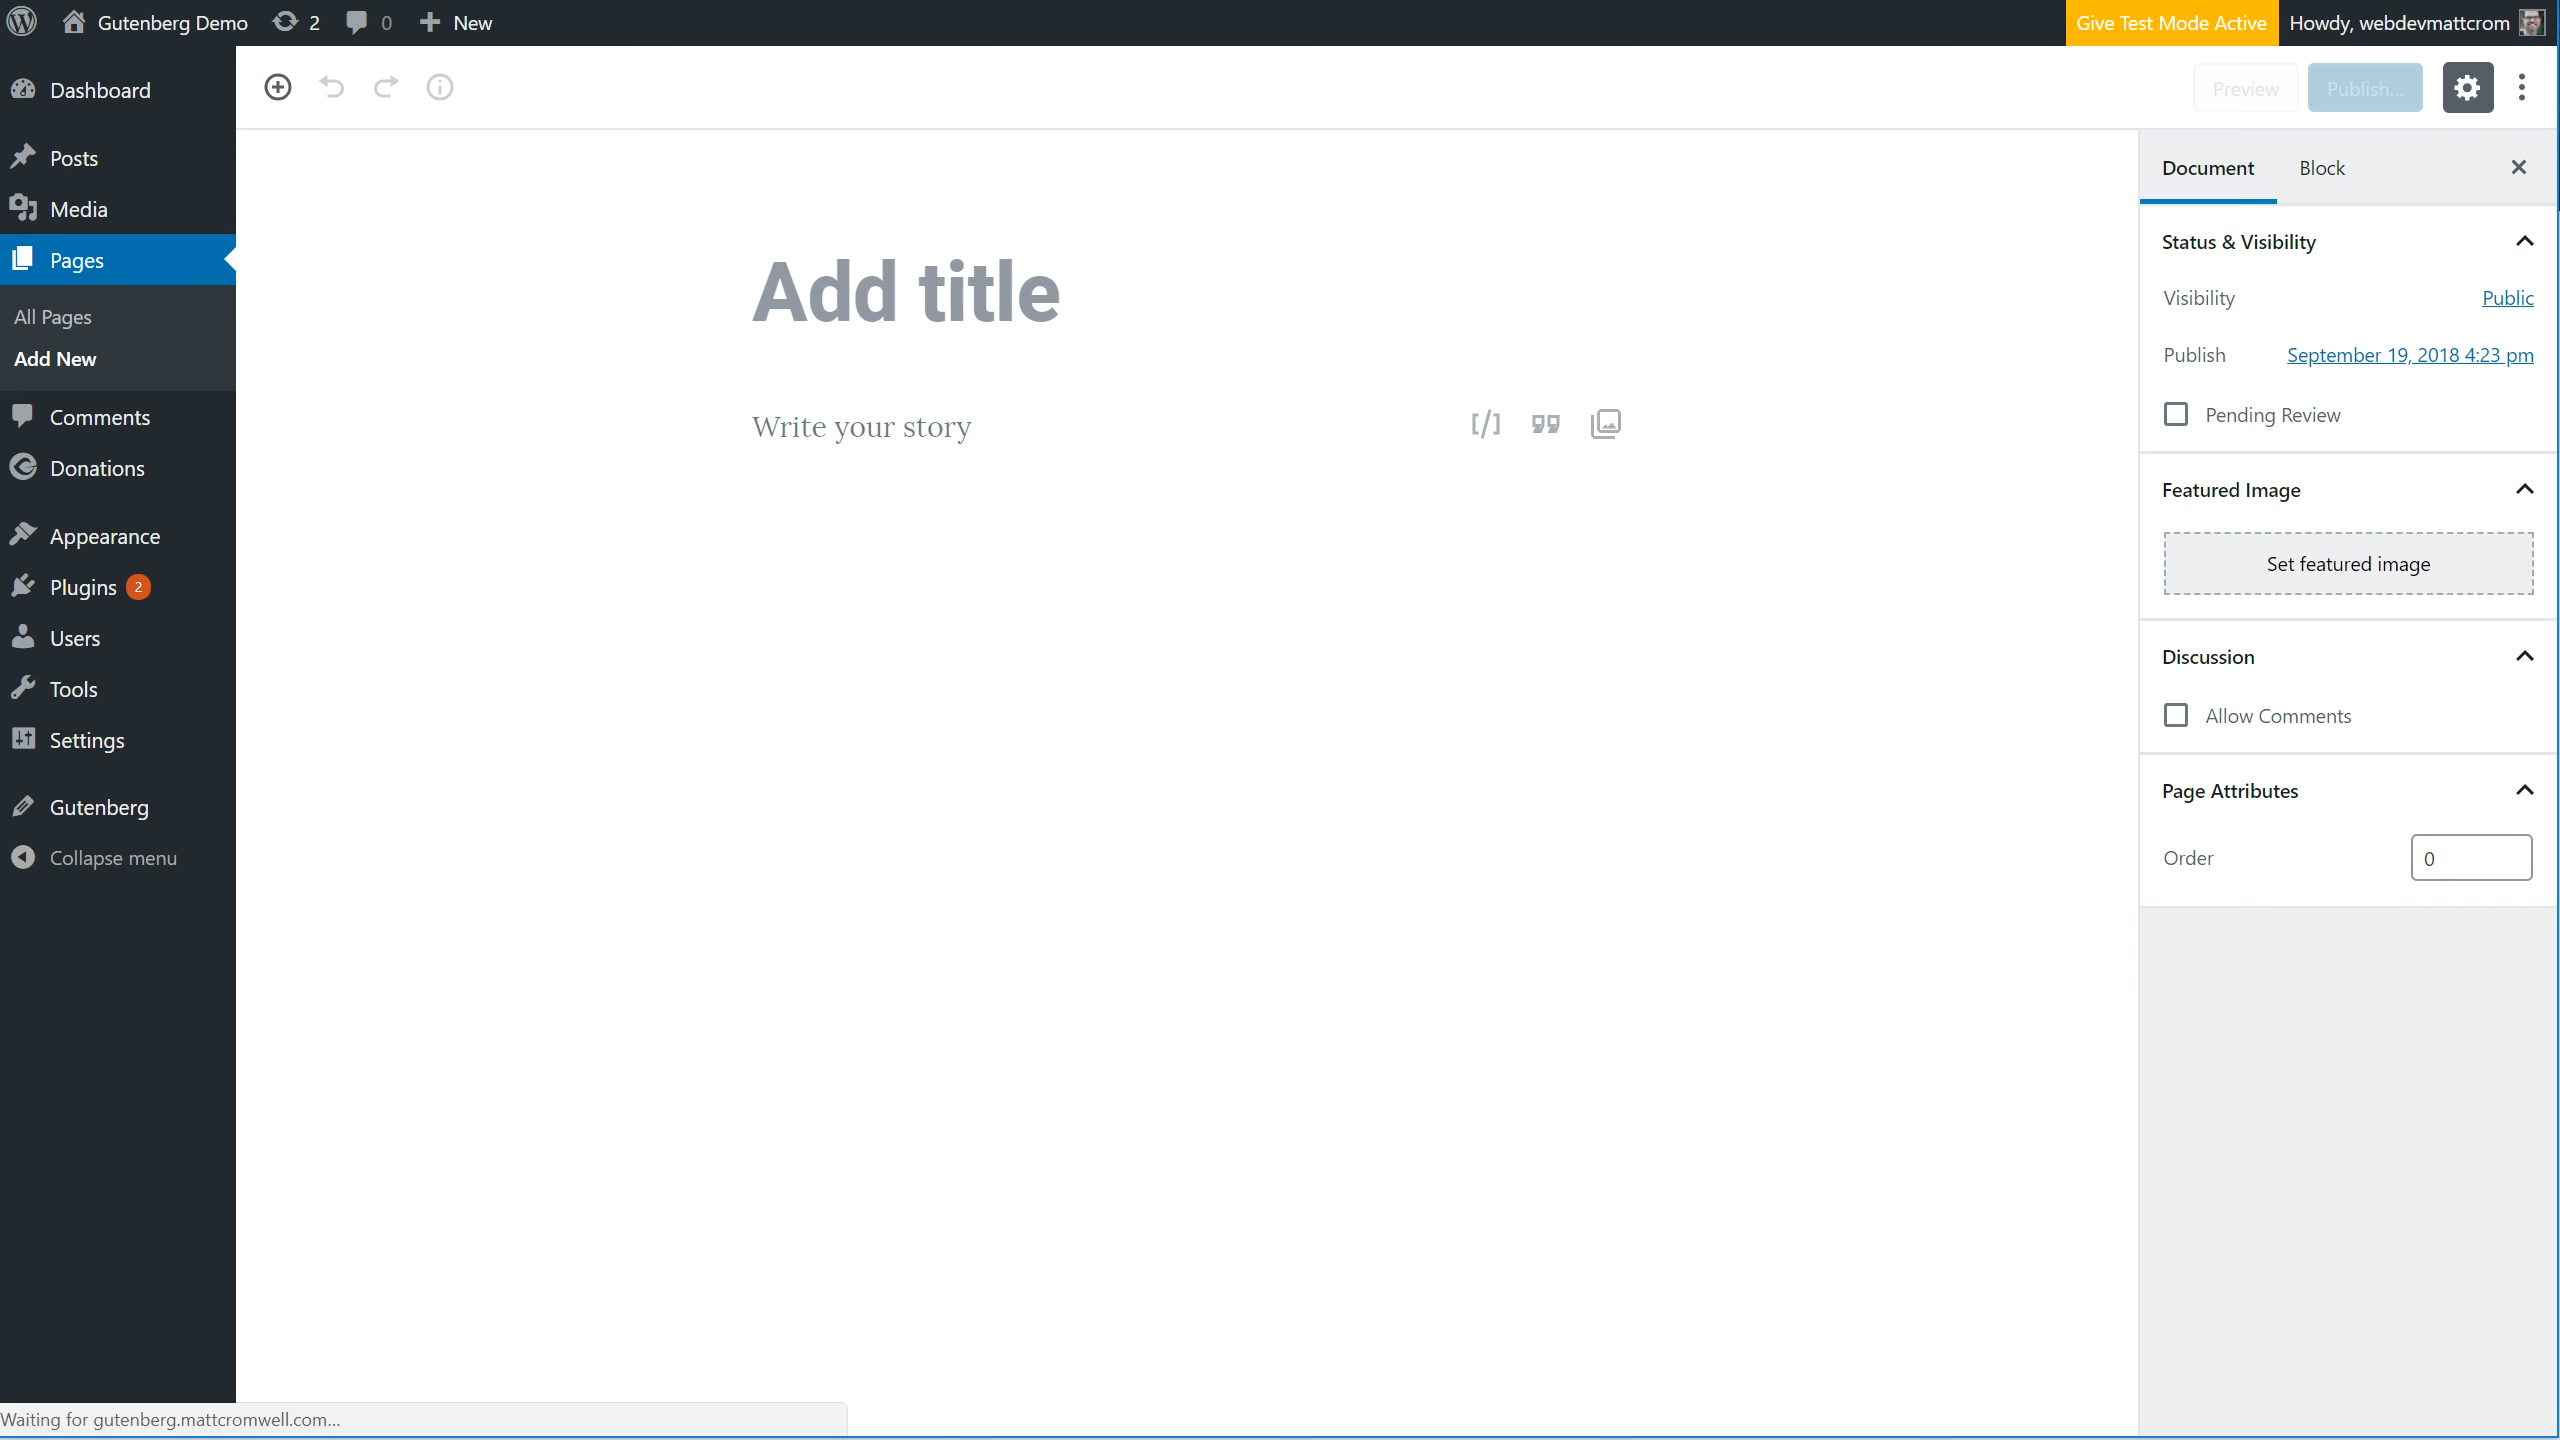 Gutenberg Demo 2 0 New Give Test Mode Active Howdy, webdevmattcrom
Dashboard
Posts
Media
Pages
All Pages
Add New
Comments
Donations
Appearance
Plugins 2
Users
Tools
Settings
Gutenberg
Collapse menu
Preview Publish...
Add title
Write your story
Document Block
Status & Visibility
Visibility Public
Publish September 19, 2018 4:23 pm
Pending Review
Featured Image
Set featured image
Discussion
Allow Comments
Page Attributes
Order 0
Waiting for gutenberg.mattcromwell.com...